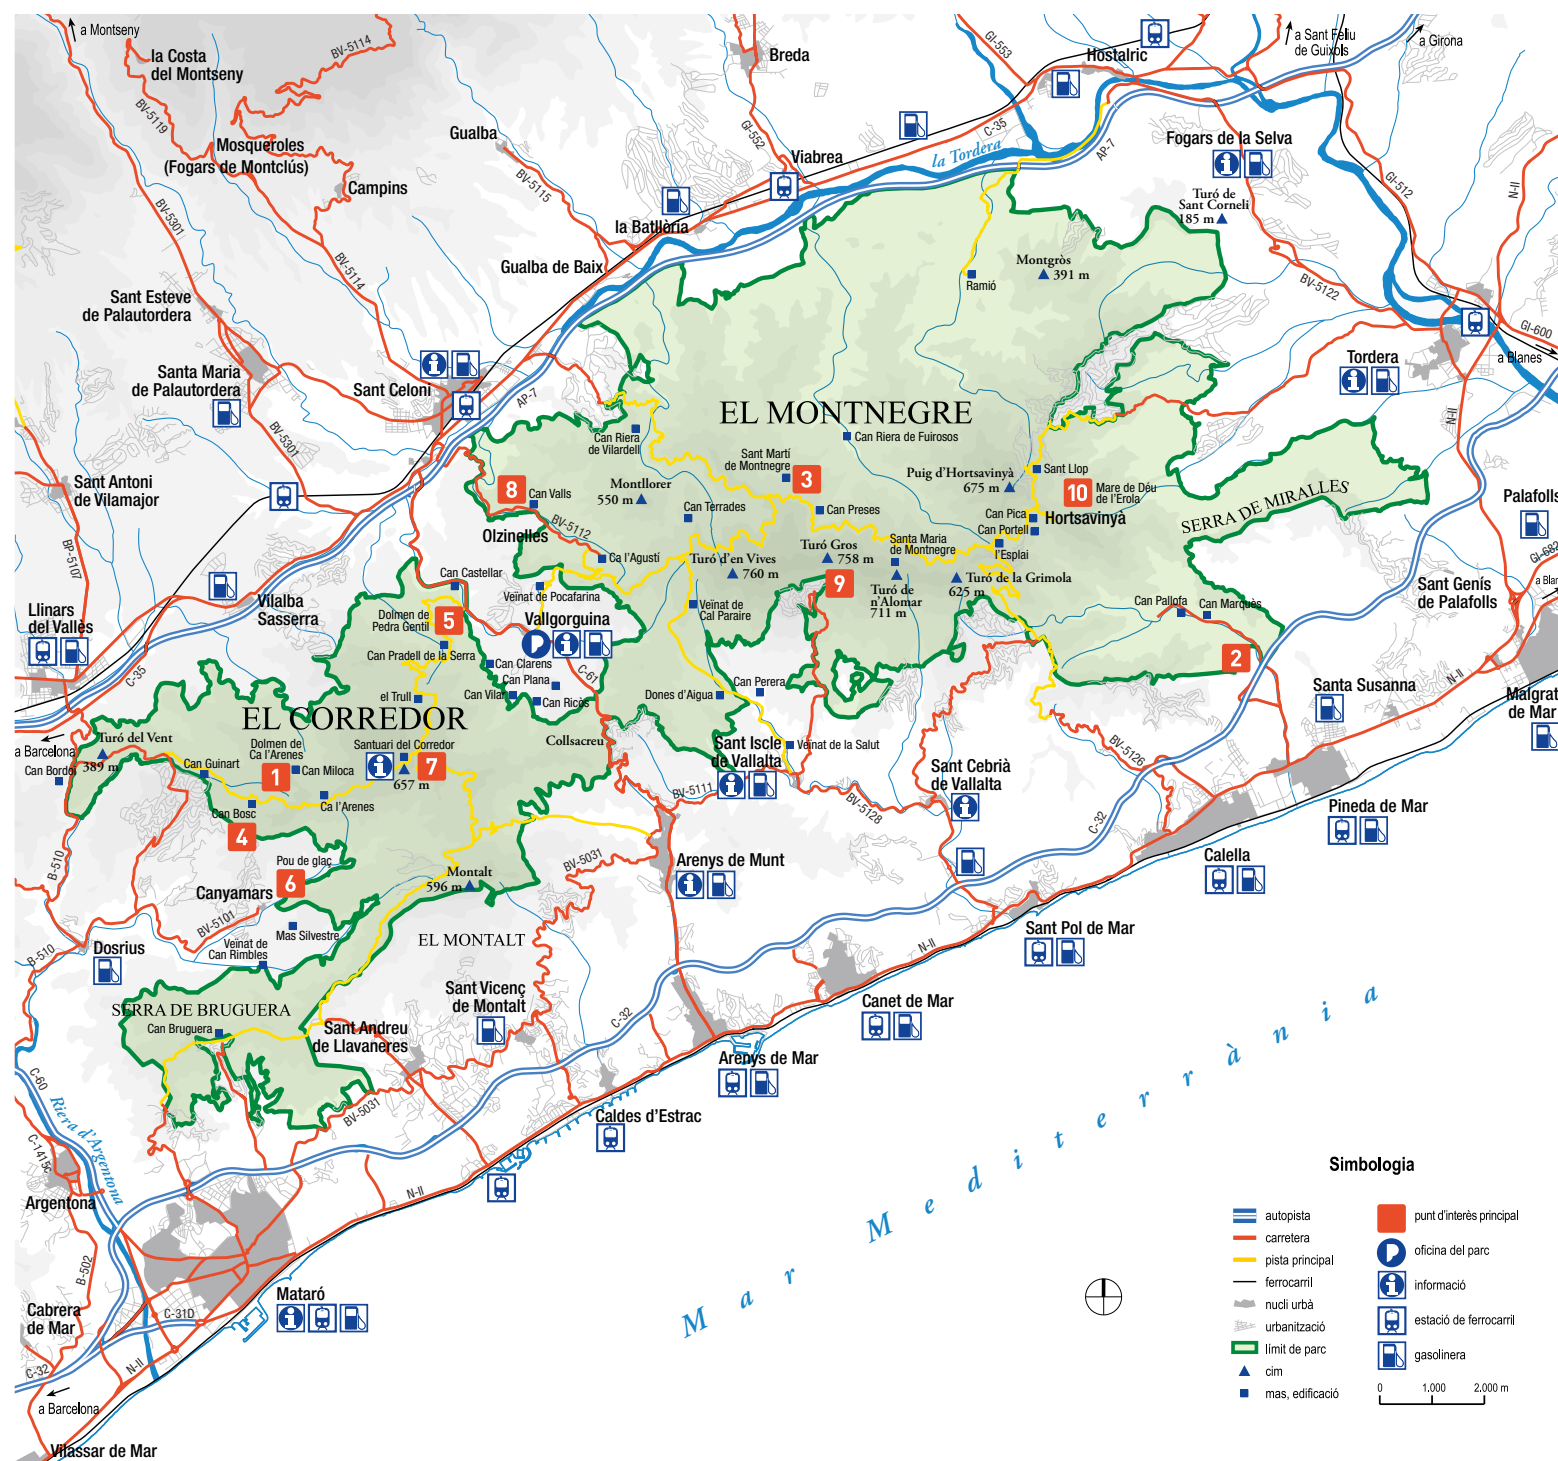 a Montseny
la Costa
del Montseny
BV-5114
BV-5119
Mosqueroles
(Fogars de Montclús)
Campins
BV-5301
BV-5114
Gualba
BV-5115
Breda
GI-552
Viabrea
la Batllòria
Gualba de Baix
GI-553
Hostalric
C-35
la Tordera
AP-7
a Sant Feliu
de Guíxols
a Girona
Fogars de la Selva
Turó de
Sant Corneli
185 m
GI-512
N-II
BV-5122
GI-600
a Blanes
Tordera
N-II
Montgròs
391 m
Ramió
Sant Esteve
de Palautordera
Santa Maria
de Palautordera
BV-5301
Sant Celoni
AP-7
Sant Antoni
de Vilamajor
BP-5107
EL MONTNEGRE
Can Riera
de Vilardell
Can Riera de Fuirosos
Sant Martí
de Montnegre
3
Montllorer
550 m
8
Can Valls
BV-5112
Olzinelles
Can Terrades
Can Preses
Puig d'Hortsavinyà
675 m
Sant Llop
10
Mare de Déu
de l'Erola
Can Pica
Hortsavinyà
Can Portell
l'Esplai
SERRA DE MIRALLES
Palafolls
GI-682
a Blanes
Sant Genís
de Palafolls
Ca l'Agustí
Turó d'en Vives
760 m
Turó Gros
758 m
Santa Maria
de Montnegre
9
Turó de
n'Alomar
711 m
Turó de la Grimola
625 m
Can Castellar
Veïnat de Pocafarina
Veïnat de
Cal Paraire
Can Pallofa
Can Marquès
2
Llinars
del Vallès
Vilalba
Sasserra
C-35
Dolmen de
Pedra Gentil
5
Vallgorguina
Can Pradell de la Serra
Can Clarens
Can Plana
Can Vilar
Can Ricós
C-61
el Trull
Dones d'Aigua
Can Perera
Collsacreu
EL CORREDOR
a Barcelona
Turó del Vent
389 m
Can Bordoi
Can Guinart
Dolmen de
Ca l'Arenes
1
Can Miloca
Santuari del Corredor
7
657 m
Ca l'Arenes
Can Bosc
4
Sant Iscle
de Vallalta
Veïnat de la Salut
BV-5111
BV-5128
Sant Cebrià
de Vallalta
BV-5126
Santa Susanna
N-II
Malgrat
de Mar
Pineda de Mar
C-32
Calella
B-510
Pou de glaç
6
Canyamars
BV-5101
Montalt
596 m
BV-5031
Arenys de Munt
Mas Silvestre
Veïnat de
Can Rimbles
EL MONTALT
B-510
Dosrius
Sant Vicenç
de Montalt
SERRA DE BRUGUERA
Can Bruguera
Sant Andreu
de Llavaneres
C-32
N-II
Sant Pol de Mar
Canet de Mar
Arenys de Mar
C-60
Riera d'Argentona
C-1415c
BV-5031
Caldes d'Estrac
Argentona
N-II
B-502
Mataró
C-31D
Cabrera
de Mar
C-32
N-II
a Barcelona
Vilassar de Mar
Mar Mediterrània
Simbologia
autopista
carretera
pista principal
ferrocarril
nucli urbà
urbanització
límit de parc
cim
mas, edificació
punt d'interès principal
oficina del parc
informació
estació de ferrocarril
gasolinera
0 1.000 2.000 m